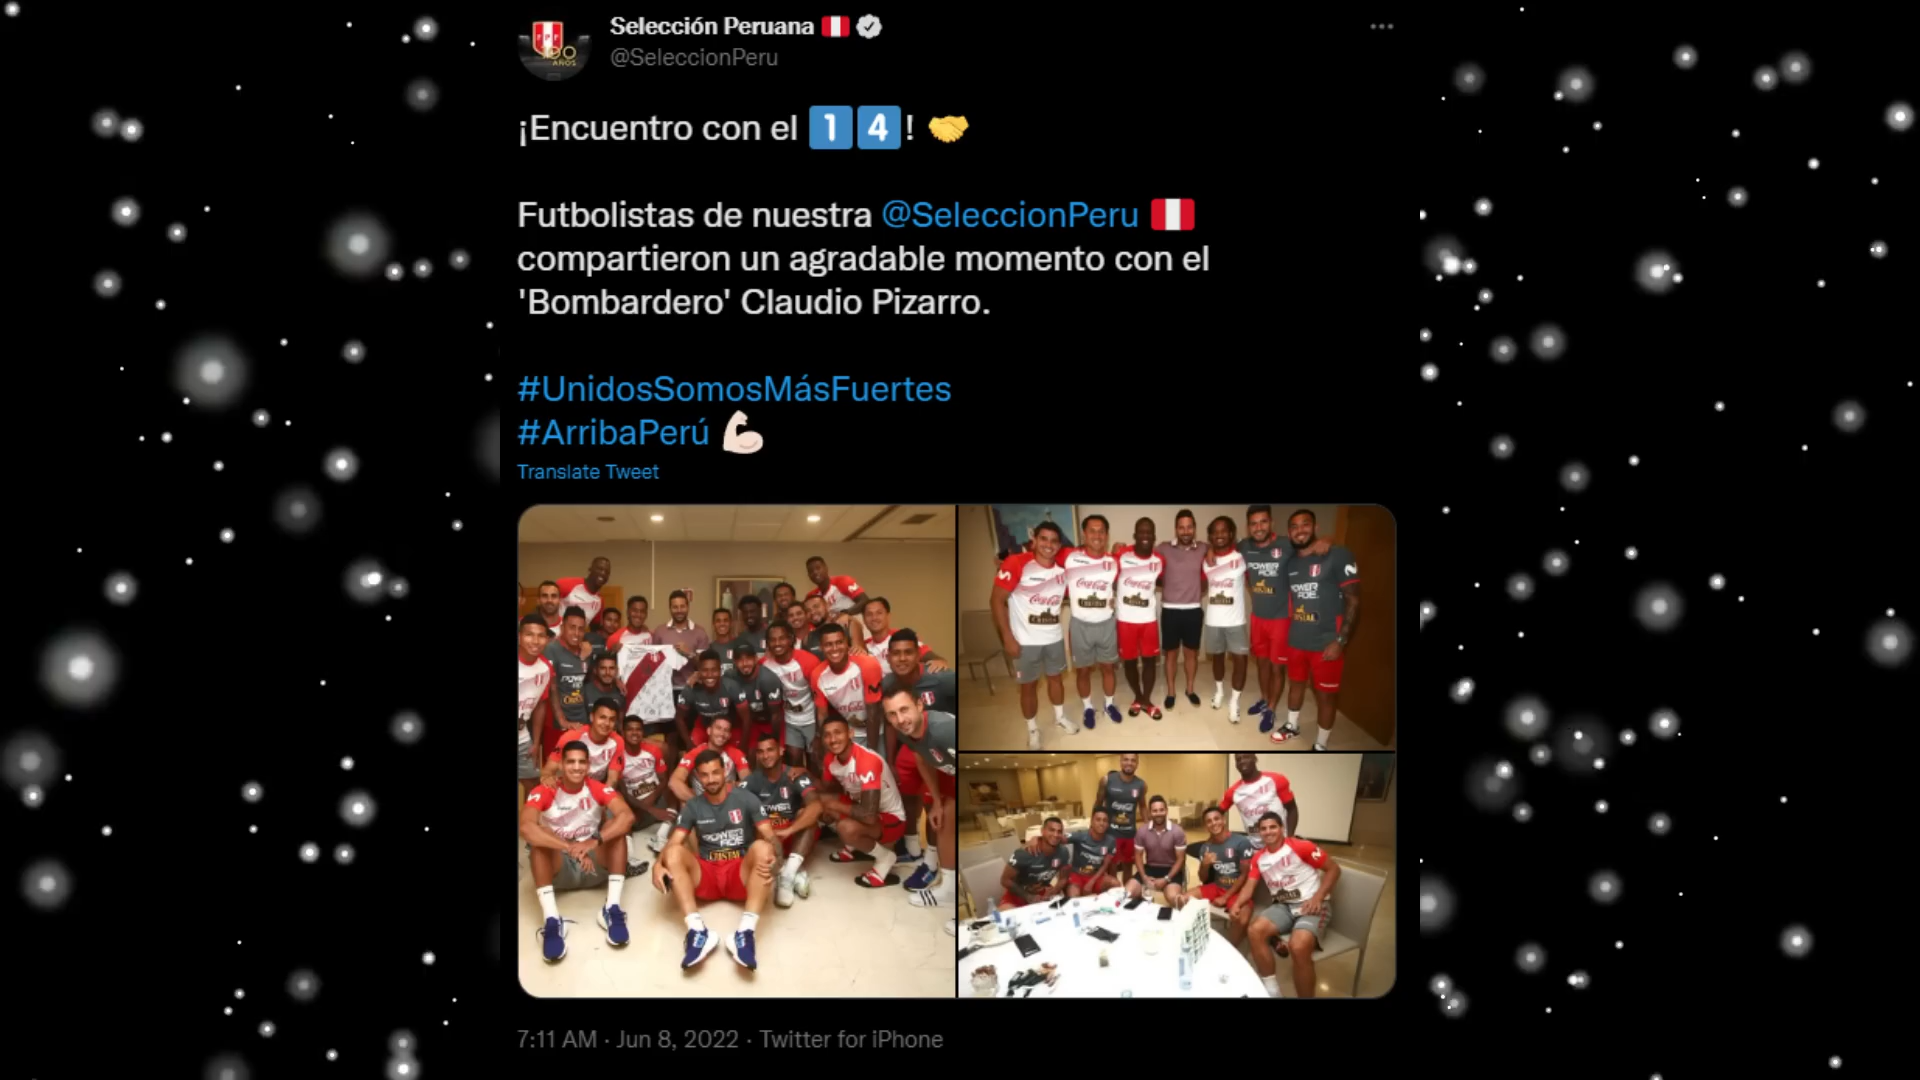 Selección Peruana 🇵🇪
@SeleccionPeru
¡Encuentro con el 1️⃣4️⃣! 🤝
Futbolistas de nuestra @SeleccionPeru 🇵🇪
compartieron un agradable momento con el
'Bombardero' Claudio Pizarro.
#UnidosSomosMásFuertes
#ArribaPerú 💪🏻
Translate Tweet
7:11 AM · Jun 8, 2022 · Twitter for iPhone